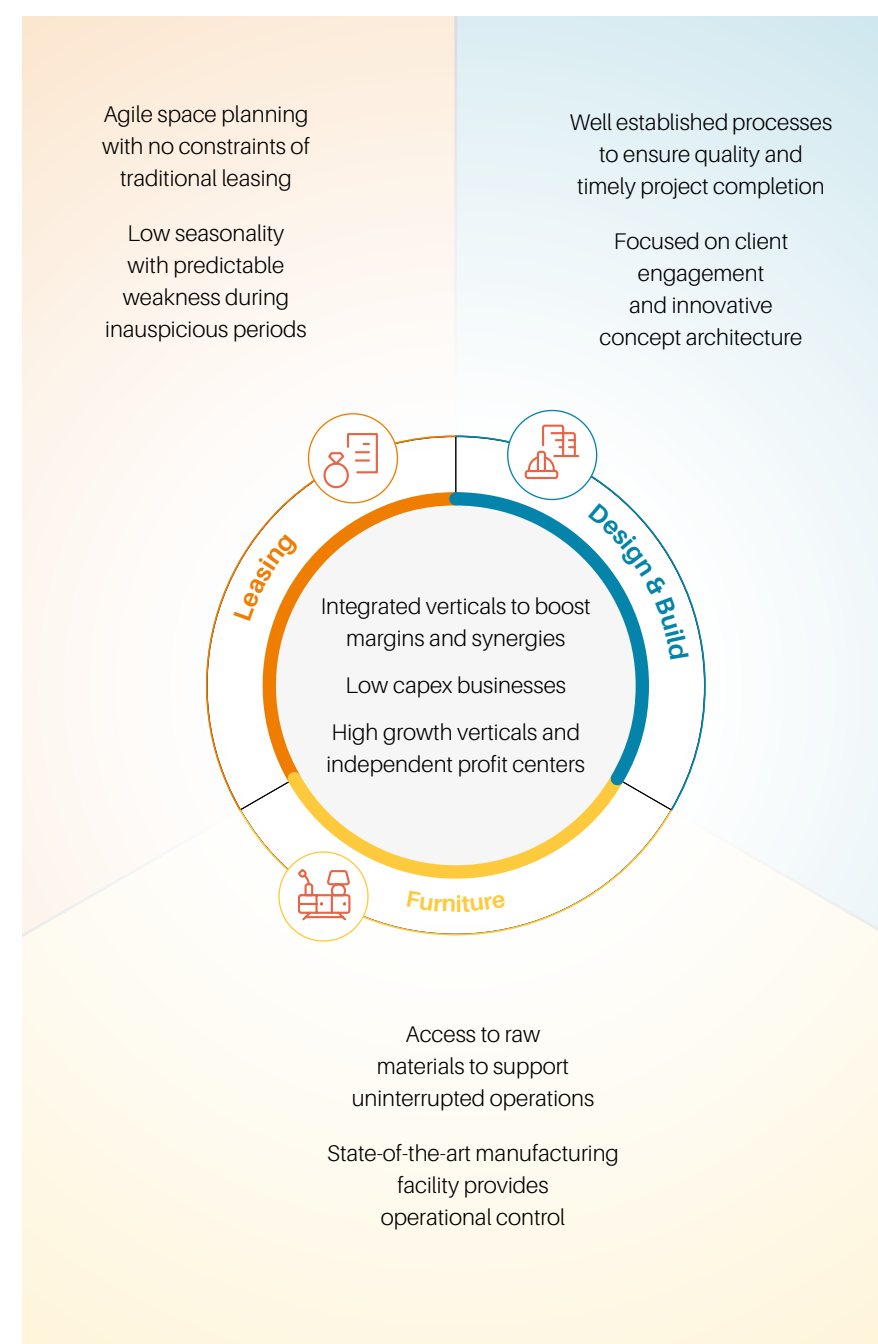 Agile space planning
with no constraints of
traditional leasing
Low seasonality
with predictable
weakness during
inauspicious periods
Well established processes
to ensure quality and
timely project completion
Focused on client
engagement
and innovative
concept architecture
Leasing
Design & Build
Integrated verticals to boost
margins and synergies
Low capex businesses
High growth verticals and
independent profit centers
Furniture
Access to raw
materials to support
uninterrupted operations
State-of-the-art manufacturing
facility provides
operational control